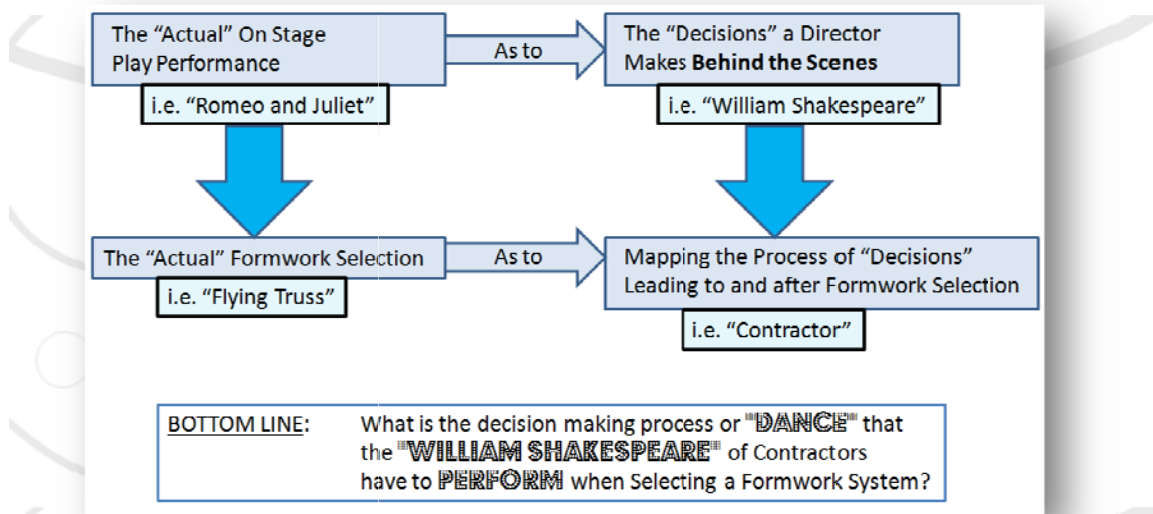 The “Actual” On Stage
Play Performance
As to
The “Decisions” a Director
Makes Behind the Scenes
i.e. “Romeo and Juliet”
i.e. “William Shakespeare”
The “Actual” Formwork Selection
As to
Mapping the Process of “Decisions”
Leading to and after Formwork Selection
i.e. “Flying Truss”
i.e. “Contractor”
BOTTOM LINE: What is the decision making process or "DANCE" that
the "WILLIAM SHAKESPEARE" of Contractors
have to PERFORM when Selecting a Formwork System?